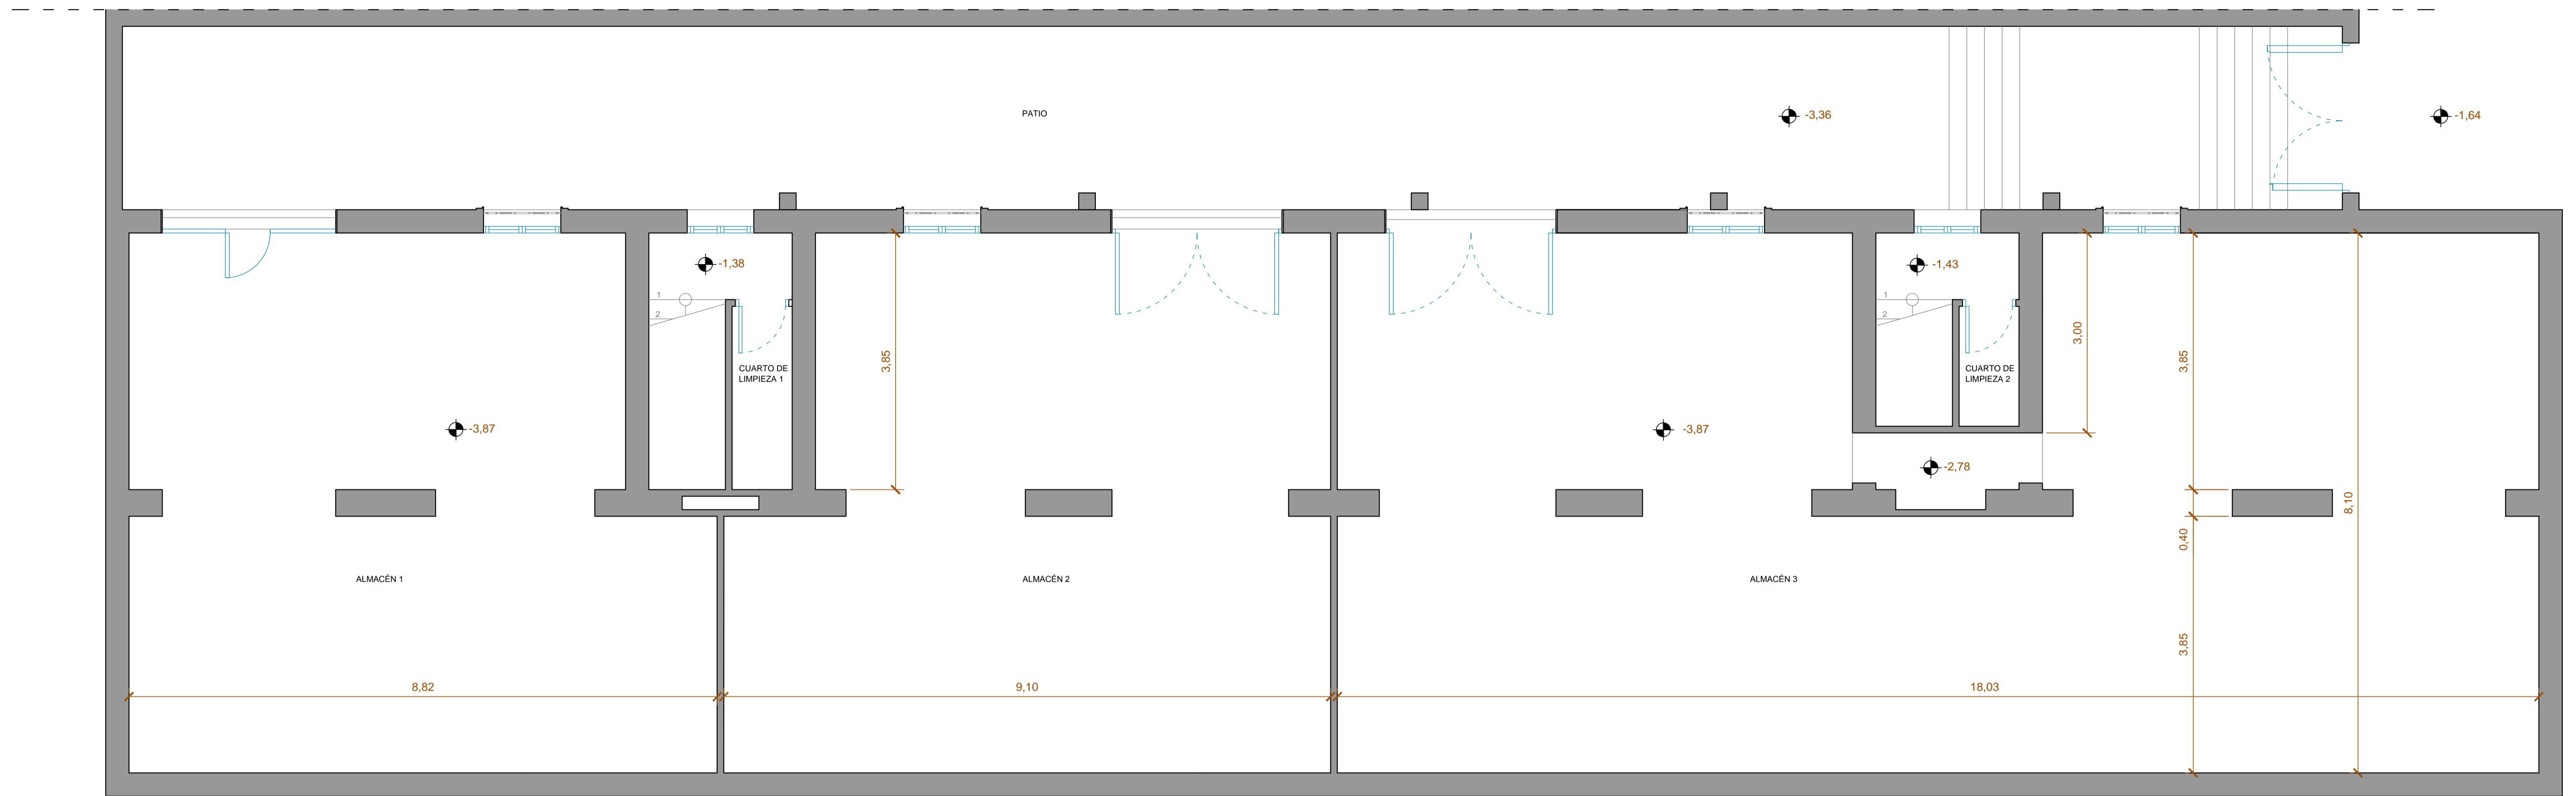 PATIO
-3,36
-1,64
-1,38
-1,43
1
2
1
2
3,85
3,00
3,85
CUARTO DE
LIMPIEZA 1
CUARTO DE
LIMPIEZA 2
-3,87
-3,87
-2,78
8,10
0,40
ALMACÉN 1
ALMACÉN 2
ALMACÉN 3
3,85
8,82
9,10
18,03